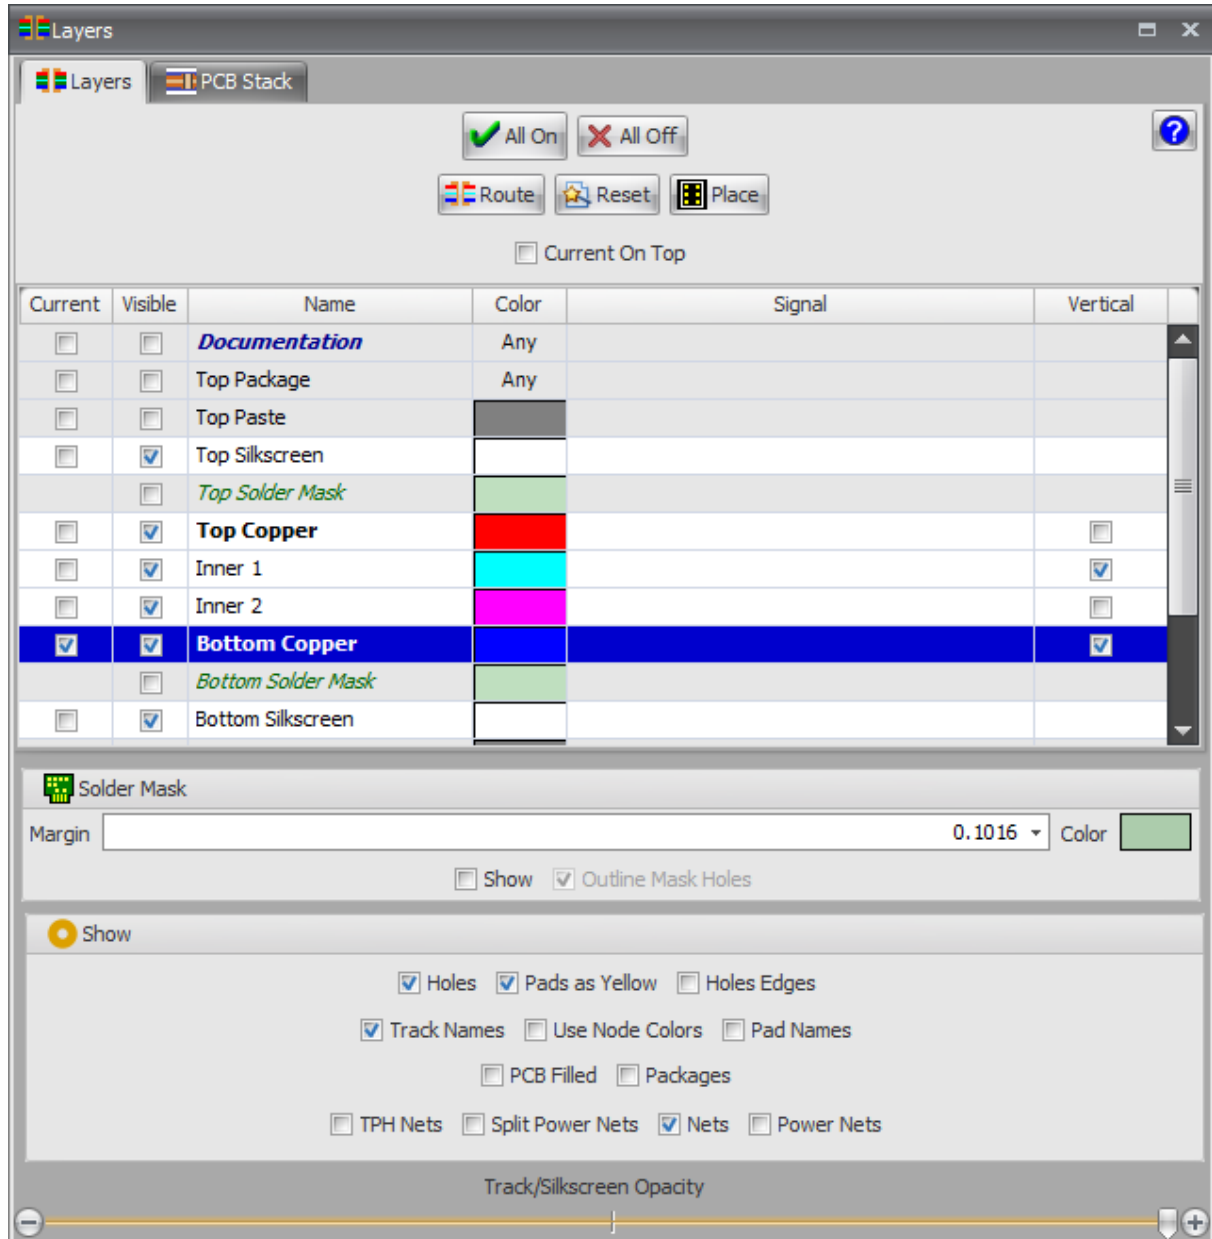 Layers
Layers PCB Stack
All On All Off
Route Reset Place
Current On Top
Current Visible Name Color Signal Vertical
Documentation Any
Top Package Any
Top Paste
Top Silkscreen
Top Solder Mask
Top Copper
Inner 1
Inner 2
Bottom Copper
Bottom Solder Mask
Bottom Silkscreen
Solder Mask
Margin 0.1016 Color
Show Outline Mask Holes
Show
Holes Pads as Yellow Holes Edges
Track Names Use Node Colors Pad Names
PCB Filled Packages
TPH Nets Split Power Nets Nets Power Nets
Track/Silkscreen Opacity